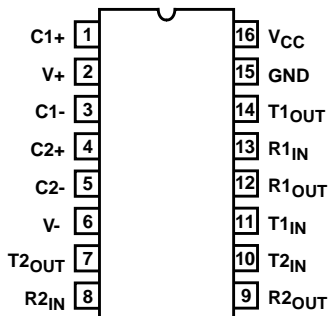 C1+ 1 16 VCC
V+ 2 15 GND
C1- 3 14 T1OUT
C2+ 4 13 R1IN
C2- 5 12 R1OUT
V- 6 11 T1IN
T2OUT 7 10 T2IN
R2IN 8 9 R2OUT